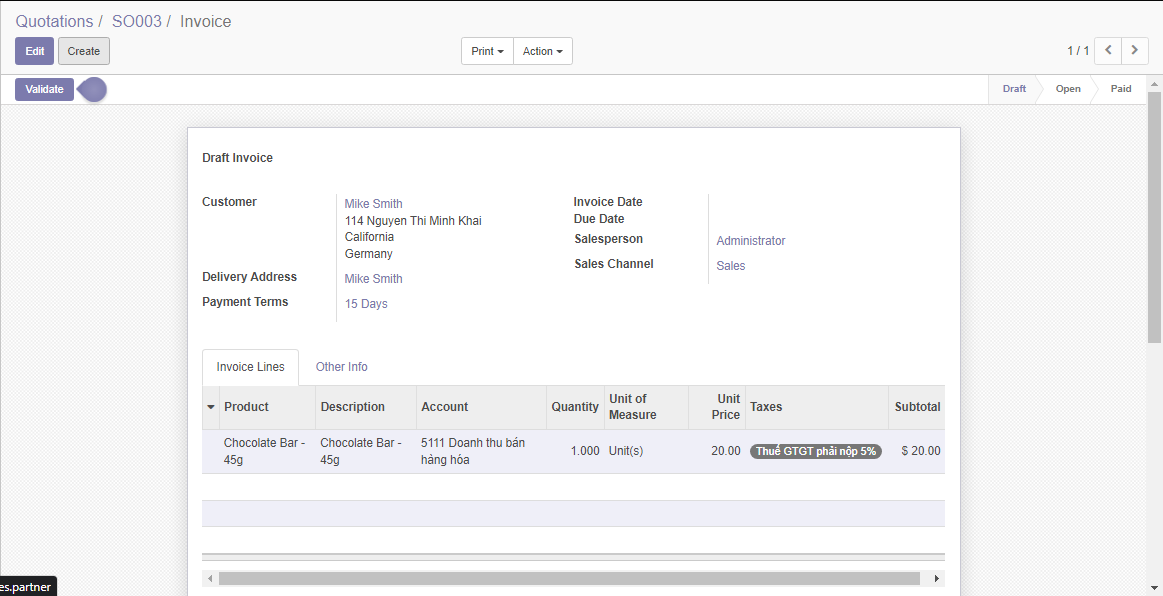 Quotations / SO003 / Invoice
Edit Create Print Action 1 / 1
Validate Draft Open Paid
Draft Invoice
Customer
Mike Smith
114 Nguyen Thi Minh Khai
California
Germany
Delivery Address Mike Smith
Payment Terms 15 Days
Invoice Date
Due Date
Salesperson Administrator
Sales Channel Sales
Invoice Lines Other Info
Product Description Account Quantity Unit of Measure Unit Price Taxes Subtotal
Chocolate Bar - 45g Chocolate Bar - 45g 5111 Doanh thu bán hàng hóa 1.000 Unit(s) 20.00 Thuế GTGT phải nộp 5% $ 20.00
es.partner